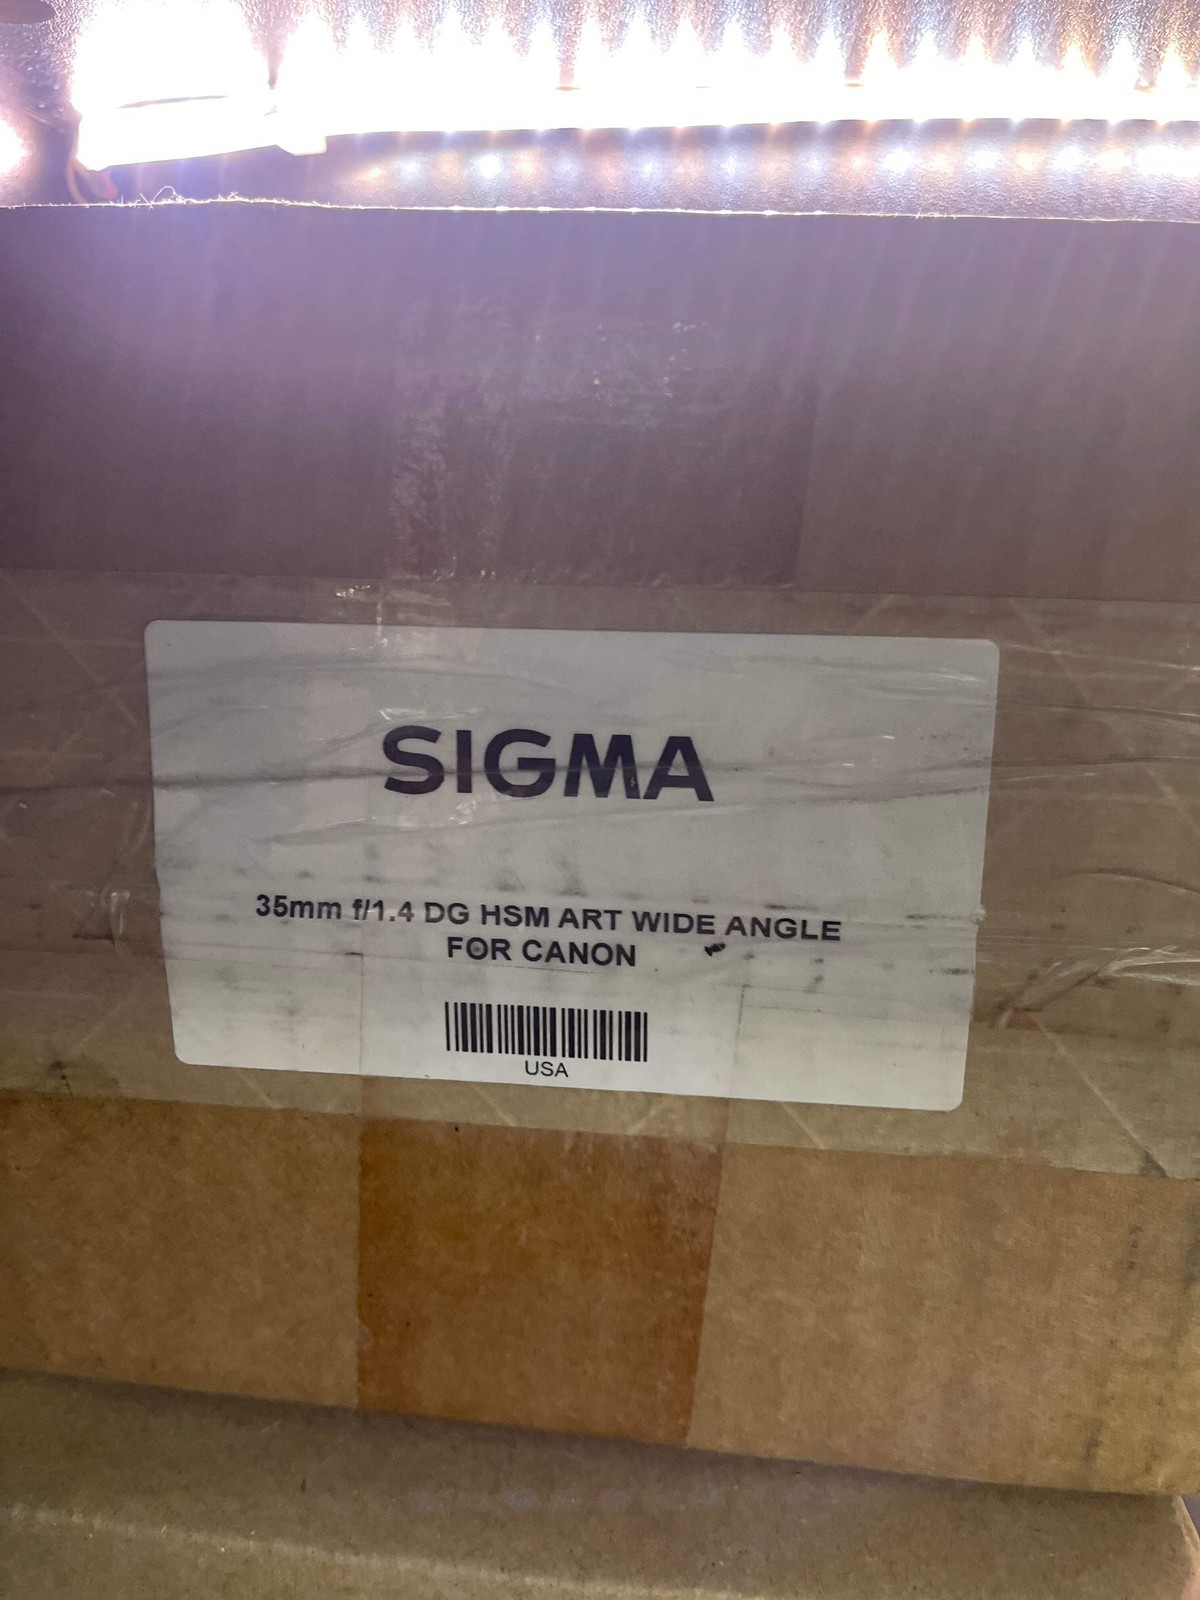 SIGMA
35mm f/1.4 DG HSM ART WIDE ANGLE
FOR CANON
USA